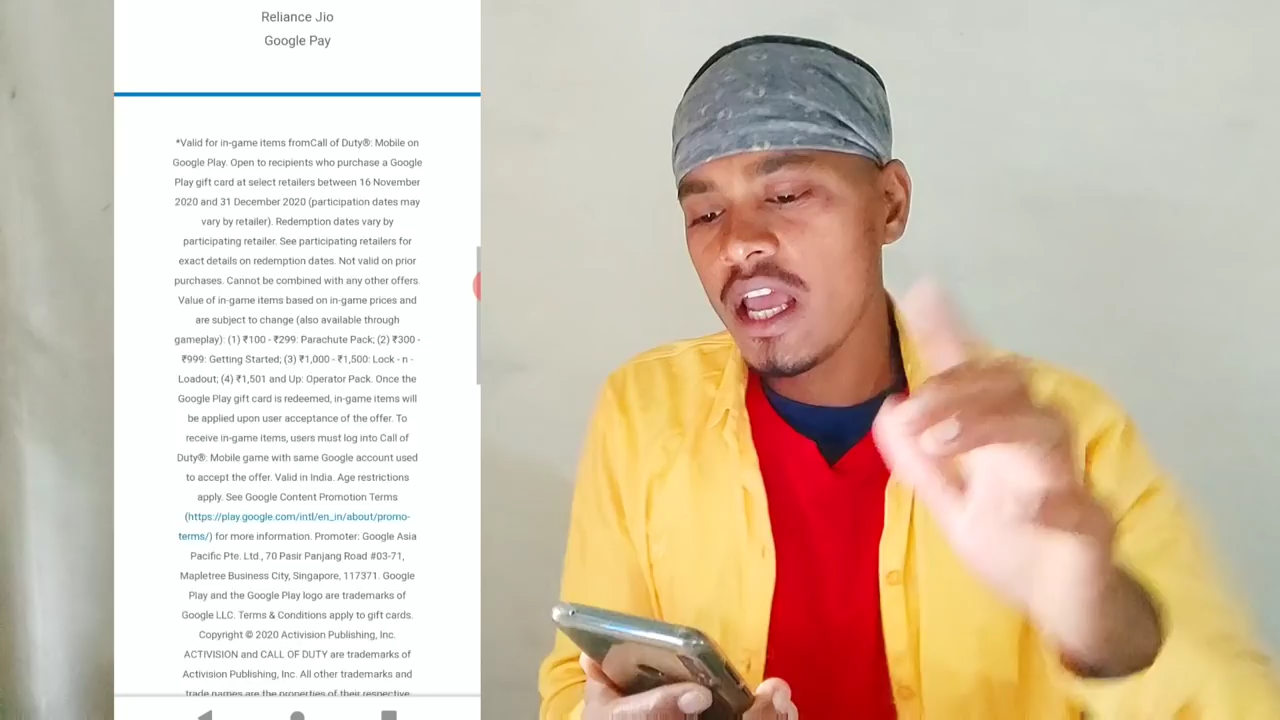 Reliance Jio
Google Pay
*Valid for in-game items fromCall of Duty®: Mobile on
Google Play. Open to recipients who purchase a Google
Play gift card at select retailers between 16 November
2020 and 31 December 2020 (participation dates may
vary by retailer). Redemption dates vary by
participating retailer. See participating retailers for
exact details on redemption dates. Not valid on prior
purchases. Cannot be combined with any other offers.
Value of in-game items based on in-game prices and
are subject to change (also available through
gameplay): (1) ₹100 - ₹299: Parachute Pack; (2) ₹300 -
₹999: Getting Started; (3) ₹1,000 - ₹1,500: Lock - n -
Loadout; (4) ₹1,501 and Up: Operator Pack. Once the
Google Play gift card is redeemed, in-game items will
be applied upon user acceptance of the offer. To
receive in-game items, users must log into Call of
Duty®: Mobile game with same Google account used
to accept the offer. Valid in India. Age restrictions
apply. See Google Content Promotion Terms
(https://play.google.com/intl/en_in/about/promo-
terms/) for more information. Promoter: Google Asia
Pacific Pte. Ltd., 70 Pasir Panjang Road #03-71,
Mapletree Business City, Singapore, 117371. Google
Play and the Google Play logo are trademarks of
Google LLC. Terms & Conditions apply to gift cards.
Copyright © 2020 Activision Publishing, Inc.
ACTIVISION and CALL OF DUTY are trademarks of
Activision Publishing, Inc. All other trademarks and
trade names are the properties of their respective